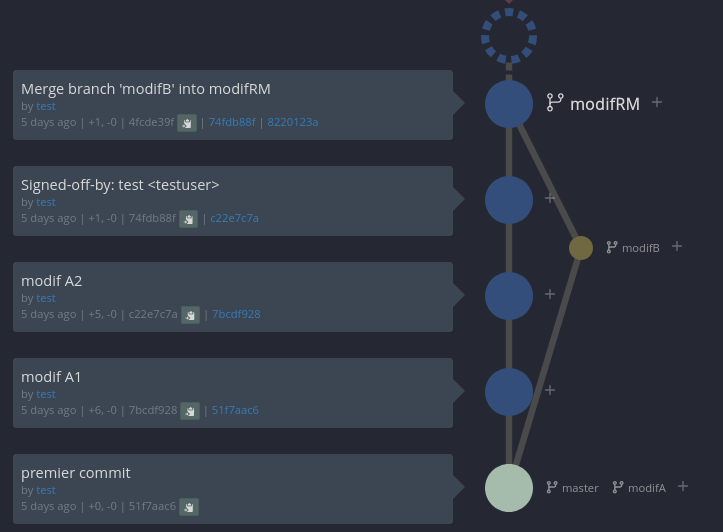 Merge branch 'modifB' into modifRM
by test
5 days ago | +1, -0 | 4fcde39f | 74fdb88f | 8220123a
modifRM +
Signed-off-by: test <testuser>
by test
5 days ago | +1, -0 | 74fdb88f | c22e7c7a
+
modifB +
modif A2
by test
5 days ago | +5, -0 | c22e7c7a | 7bcdf928
+
modif A1
by test
5 days ago | +6, -0 | 7bcdf928 | 51f7aac6
+
premier commit
by test
5 days ago | +0, -0 | 51f7aac6
master modifA +